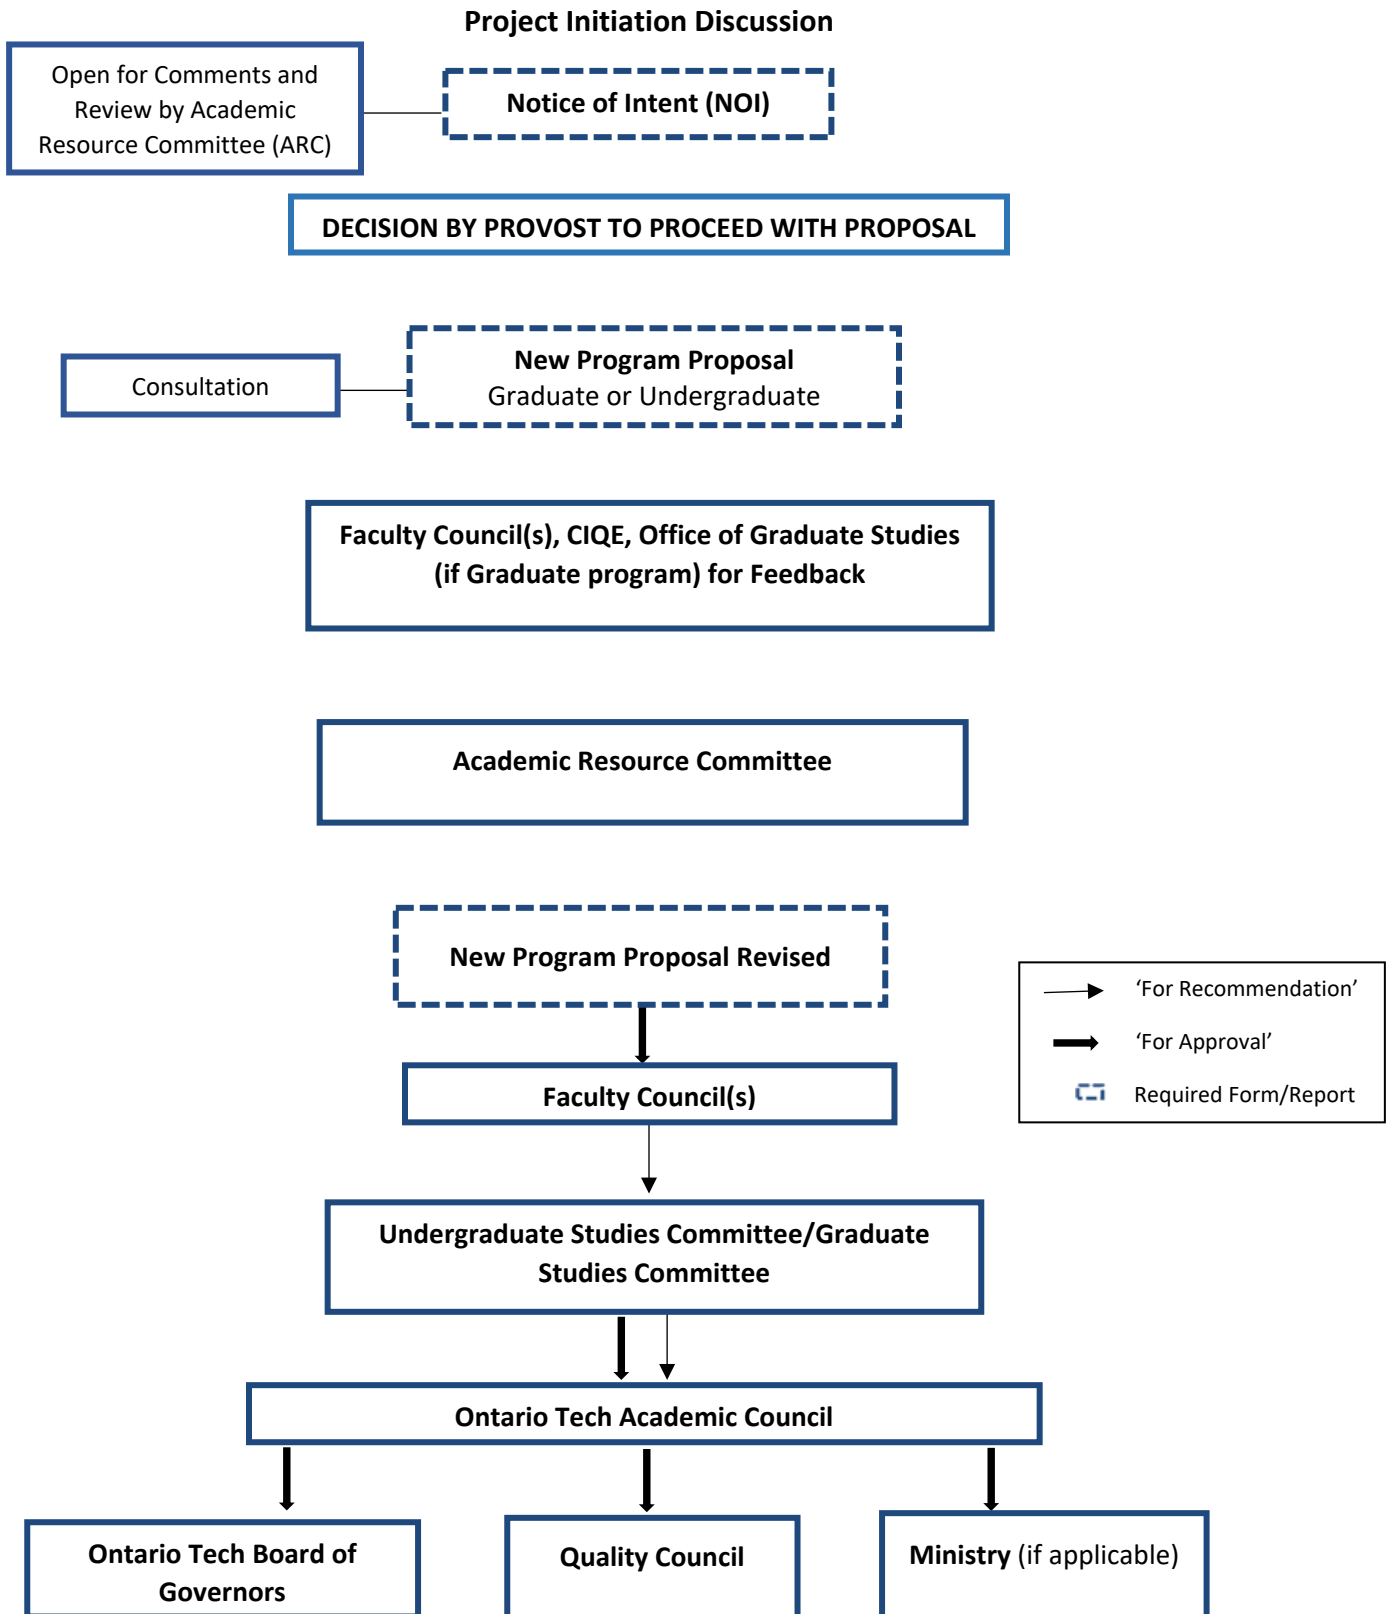 Project Initiation Discussion
Open for Comments and
Review by Academic
Resource Committee (ARC)
Notice of Intent (NOI)
DECISION BY PROVOST TO PROCEED WITH PROPOSAL
Consultation
New Program Proposal
Graduate or Undergraduate
Faculty Council(s), CIQE, Office of Graduate Studies
(if Graduate program) for Feedback
Academic Resource Committee
New Program Proposal Revised
‘For Recommendation’
‘For Approval’
Required Form/Report
Faculty Council(s)
Undergraduate Studies Committee/Graduate
Studies Committee
Ontario Tech Academic Council
Ontario Tech Board of
Governors
Quality Council
Ministry (if applicable)